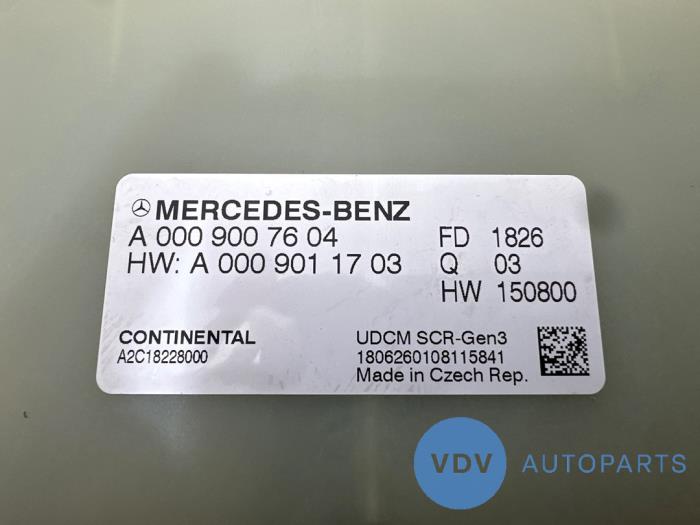 MERCEDES-BENZ
A 000 900 76 04 FD 1826
HW: A 000 901 17 03 Q 03
HW 150800
CONTINENTAL UDCM SCR-Gen3
A2C18228000 1806260108115841
Made in Czech Rep.
VDV AUTOPARTS